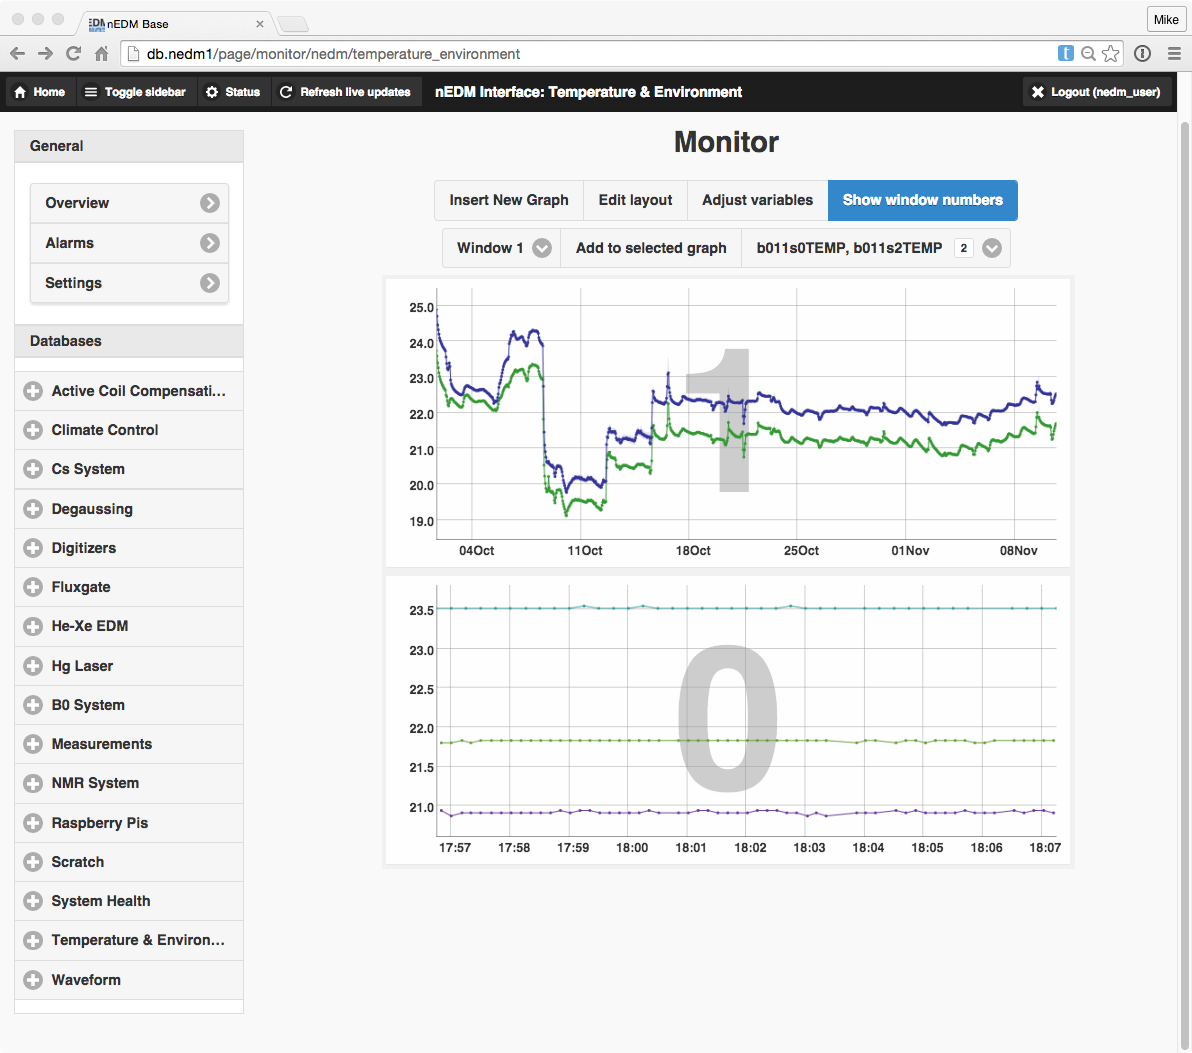 nEDM Base
Mike
db.nedm1/page/monitor/nedm/temperature_environment
Home Toggle sidebar Status Refresh live updates nEDM Interface: Temperature & Environment Logout (nedm_user)
Monitor
General
Overview
Alarms
Settings
Databases
Active Coil Compensati...
Climate Control
Cs System
Degaussing
Digitizers
Fluxgate
He-Xe EDM
Hg Laser
B0 System
Measurements
NMR System
Raspberry Pis
Scratch
System Health
Temperature & Environ...
Waveform
Insert New Graph Edit layout Adjust variables Show window numbers
Window 1 Add to selected graph b011s0TEMP, b011s2TEMP 2
25.0
24.0
23.0
22.0
21.0
20.0
19.0
1
04Oct 11Oct 18Oct 25Oct 01Nov 08Nov
23.5
23.0
22.5
22.0
21.5
21.0
0
17:57 17:58 17:59 18:00 18:01 18:02 18:03 18:04 18:05 18:06 18:07